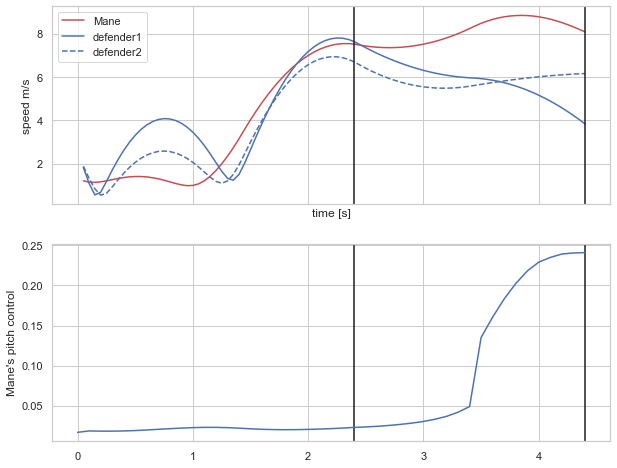 Mane
defender1
defender2
speed m/s
8
6
4
2
time [s]
Mane's pitch control
0.25
0.20
0.15
0.10
0.05
0 1 2 3 4